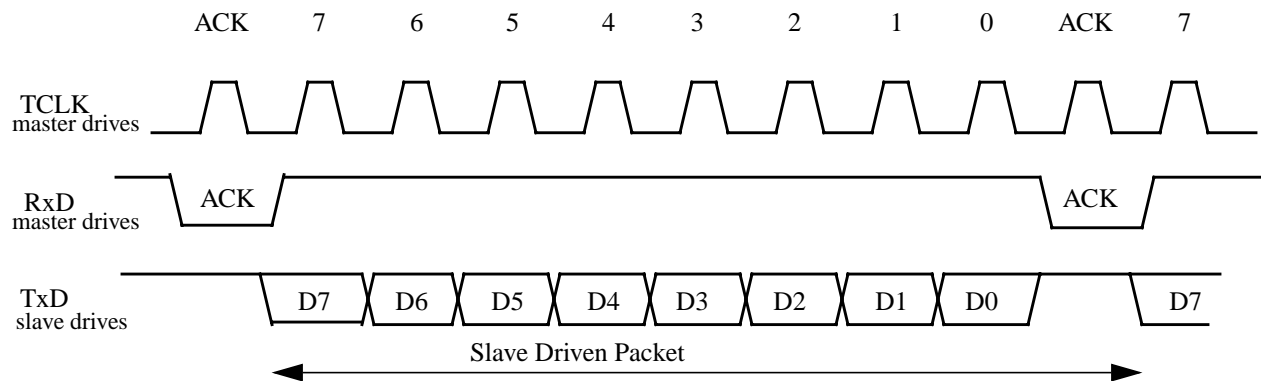 ACK 7 6 5 4 3 2 1 0 ACK 7
TCLK
master drives
RxD
master drives
ACK ACK
TxD
slave drives
D7 D6 D5 D4 D3 D2 D1 D0 D7
Slave Driven Packet